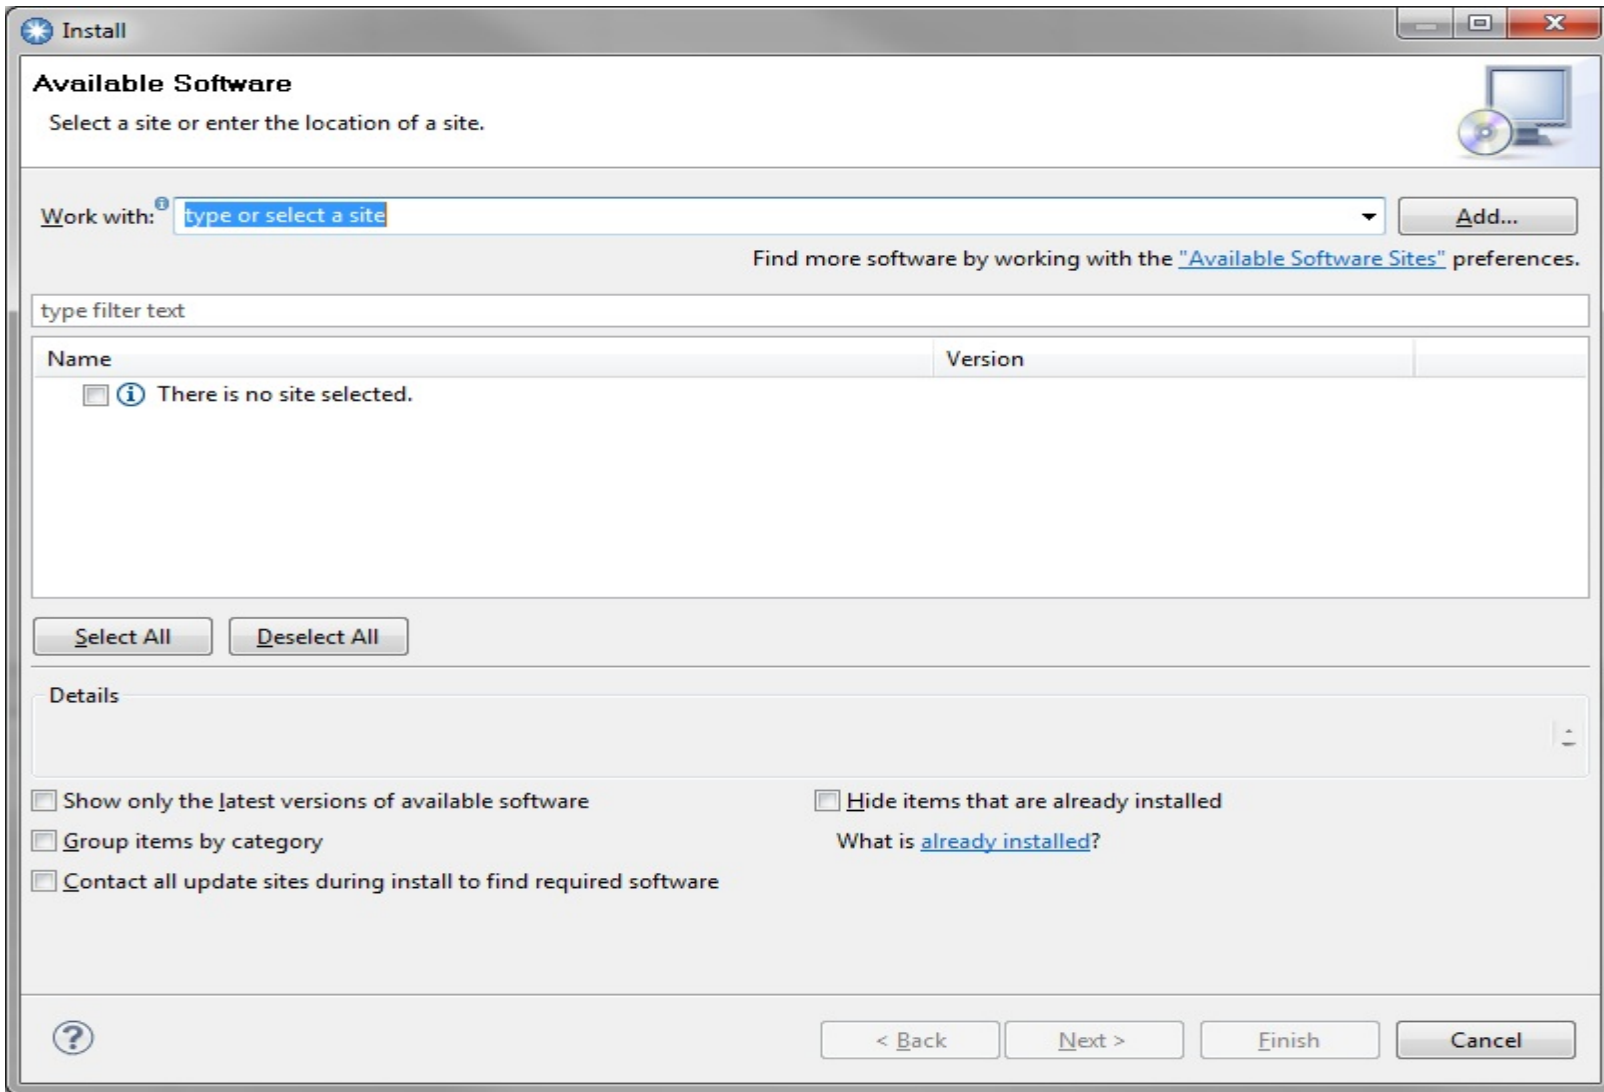 Install
Available Software
Select a site or enter the location of a site.
Work with: type or select a site Add...
Find more software by working with the "Available Software Sites" preferences.
type filter text
Name Version
There is no site selected.
Select All Deselect All
Details
Show only the latest versions of available software Hide items that are already installed
Group items by category What is already installed?
Contact all update sites during install to find required software
? < Back Next > Finish Cancel